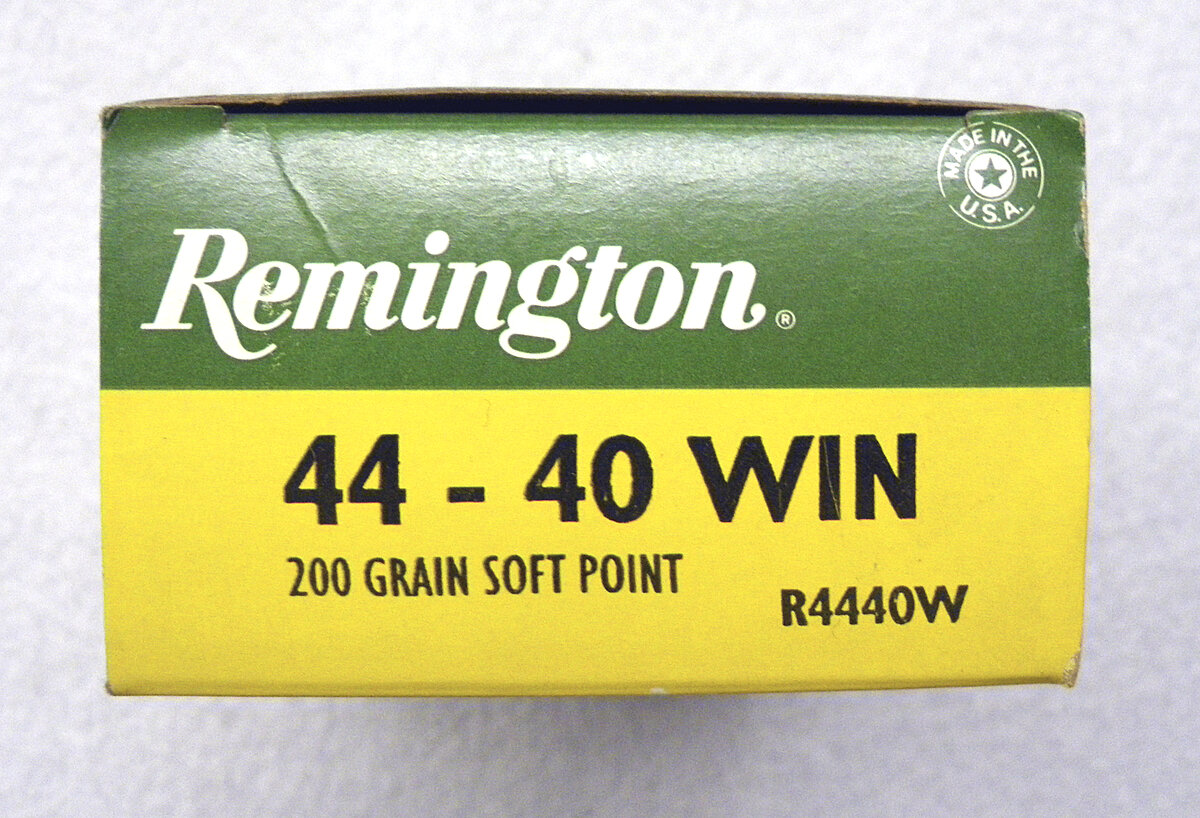 MADE IN THE
U.S.A.
Remington®
44 - 40 WIN
200 GRAIN SOFT POINT
R4440W